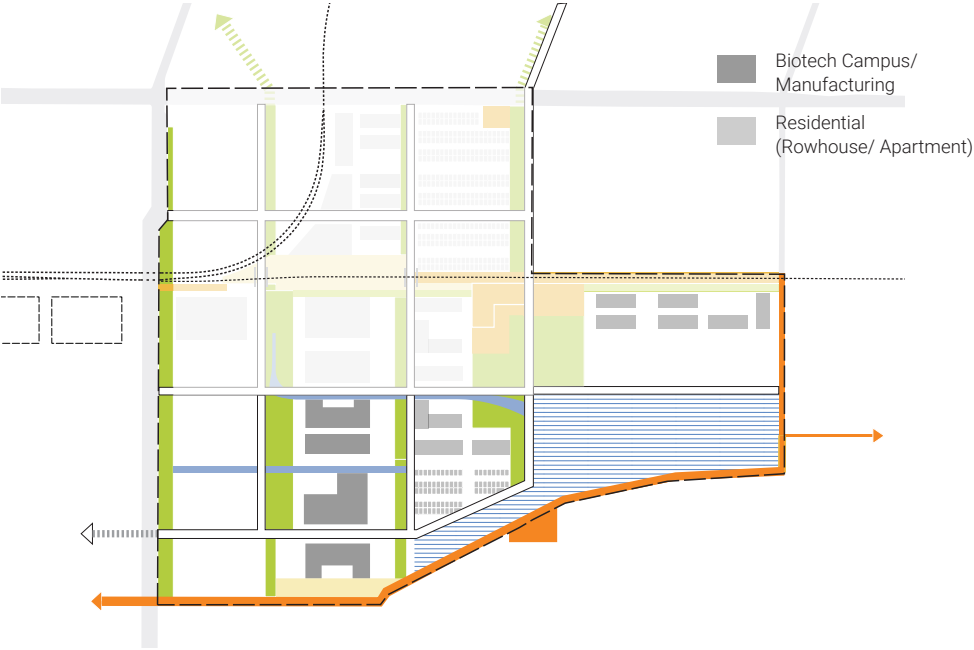 Biotech Campus/
Manufacturing
Residential
(Rowhouse/ Apartment)